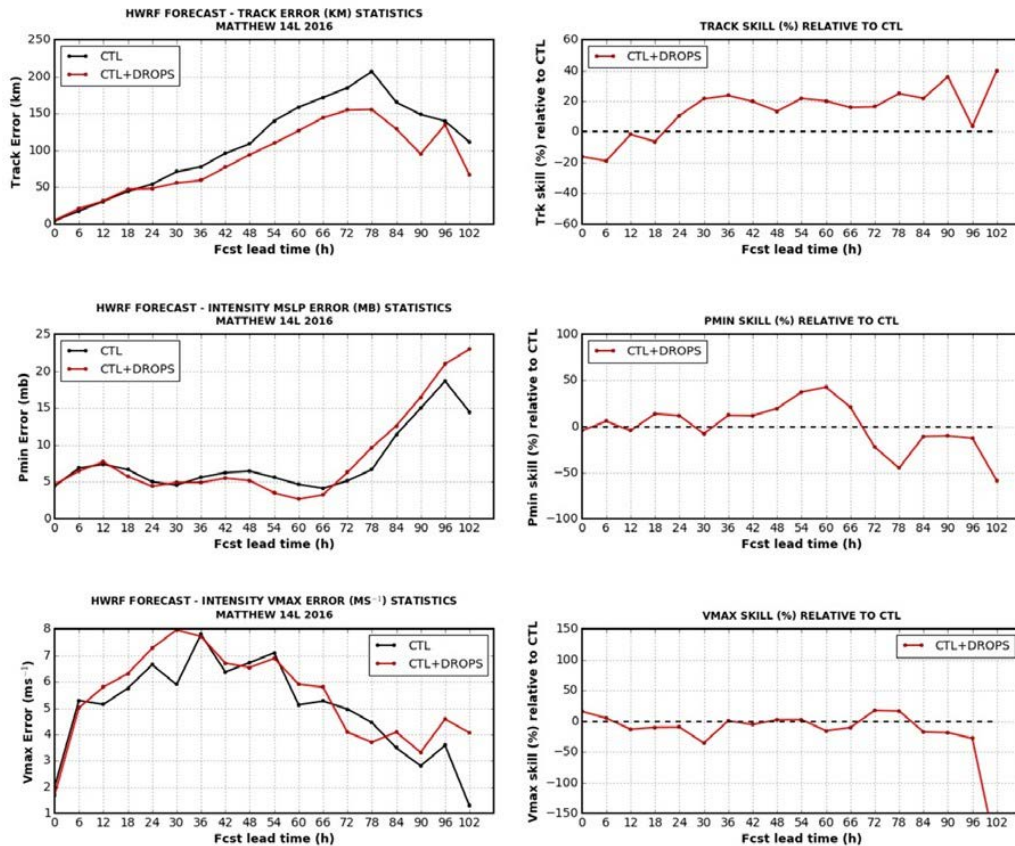 HWRF FORECAST - TRACK ERROR (KM) STATISTICS
MATTHEW 14L 2016
Track Error (km)
250
200
150
100
50
0
CTL
CTL+DROPS
0 6 12 18 24 30 36 42 48 54 60 66 72 78 84 90 96 102
Fcst lead time (h)
TRACK SKILL (%) RELATIVE TO CTL
Trk skill (%) relative to CTL
60
40
20
0
−20
−40
−60
CTL+DROPS
0 6 12 18 24 30 36 42 48 54 60 66 72 78 84 90 96 102
Fcst lead time (h)
HWRF FORECAST - INTENSITY MSLP ERROR (MB) STATISTICS
MATTHEW 14L 2016
Pmin Error (mb)
25
20
15
10
5
0
CTL
CTL+DROPS
0 6 12 18 24 30 36 42 48 54 60 66 72 78 84 90 96 102
Fcst lead time (h)
PMIN SKILL (%) RELATIVE TO CTL
Pmin skill (%) relative to CTL
100
50
0
−50
−100
CTL+DROPS
0 6 12 18 24 30 36 42 48 54 60 66 72 78 84 90 96 102
Fcst lead time (h)
HWRF FORECAST - INTENSITY VMAX ERROR (MS⁻¹) STATISTICS
MATTHEW 14L 2016
Vmax Error (ms⁻¹)
8
7
6
5
4
3
2
1
CTL
CTL+DROPS
0 6 12 18 24 30 36 42 48 54 60 66 72 78 84 90 96 102
Fcst lead time (h)
VMAX SKILL (%) RELATIVE TO CTL
Vmax skill (%) relative to CTL
150
100
50
0
−50
−100
−150
CTL+DROPS
0 6 12 18 24 30 36 42 48 54 60 66 72 78 84 90 96 102
Fcst lead time (h)